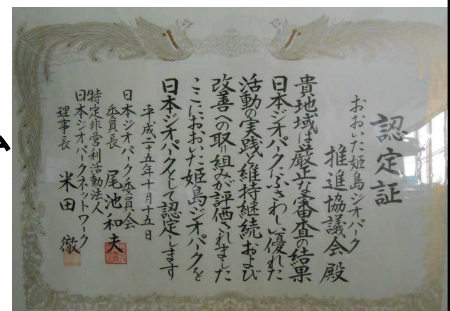 認定証
おおいた姫島ジオパーク
推進協議会殿
貴地域は厳正な審査の結果
日本ジオパークにふさわしい優れた
活動の実践と維持継続および
改善への取り組みが評価されました
ここにおおいた姫島ジオパークを
日本ジオパークとして認定します
平成二十五年十月十五日
日本ジオパーク委員会
委員長 尾池和夫
特定非営利活動法人
日本ジオパークネットワーク
理事長 米田徹